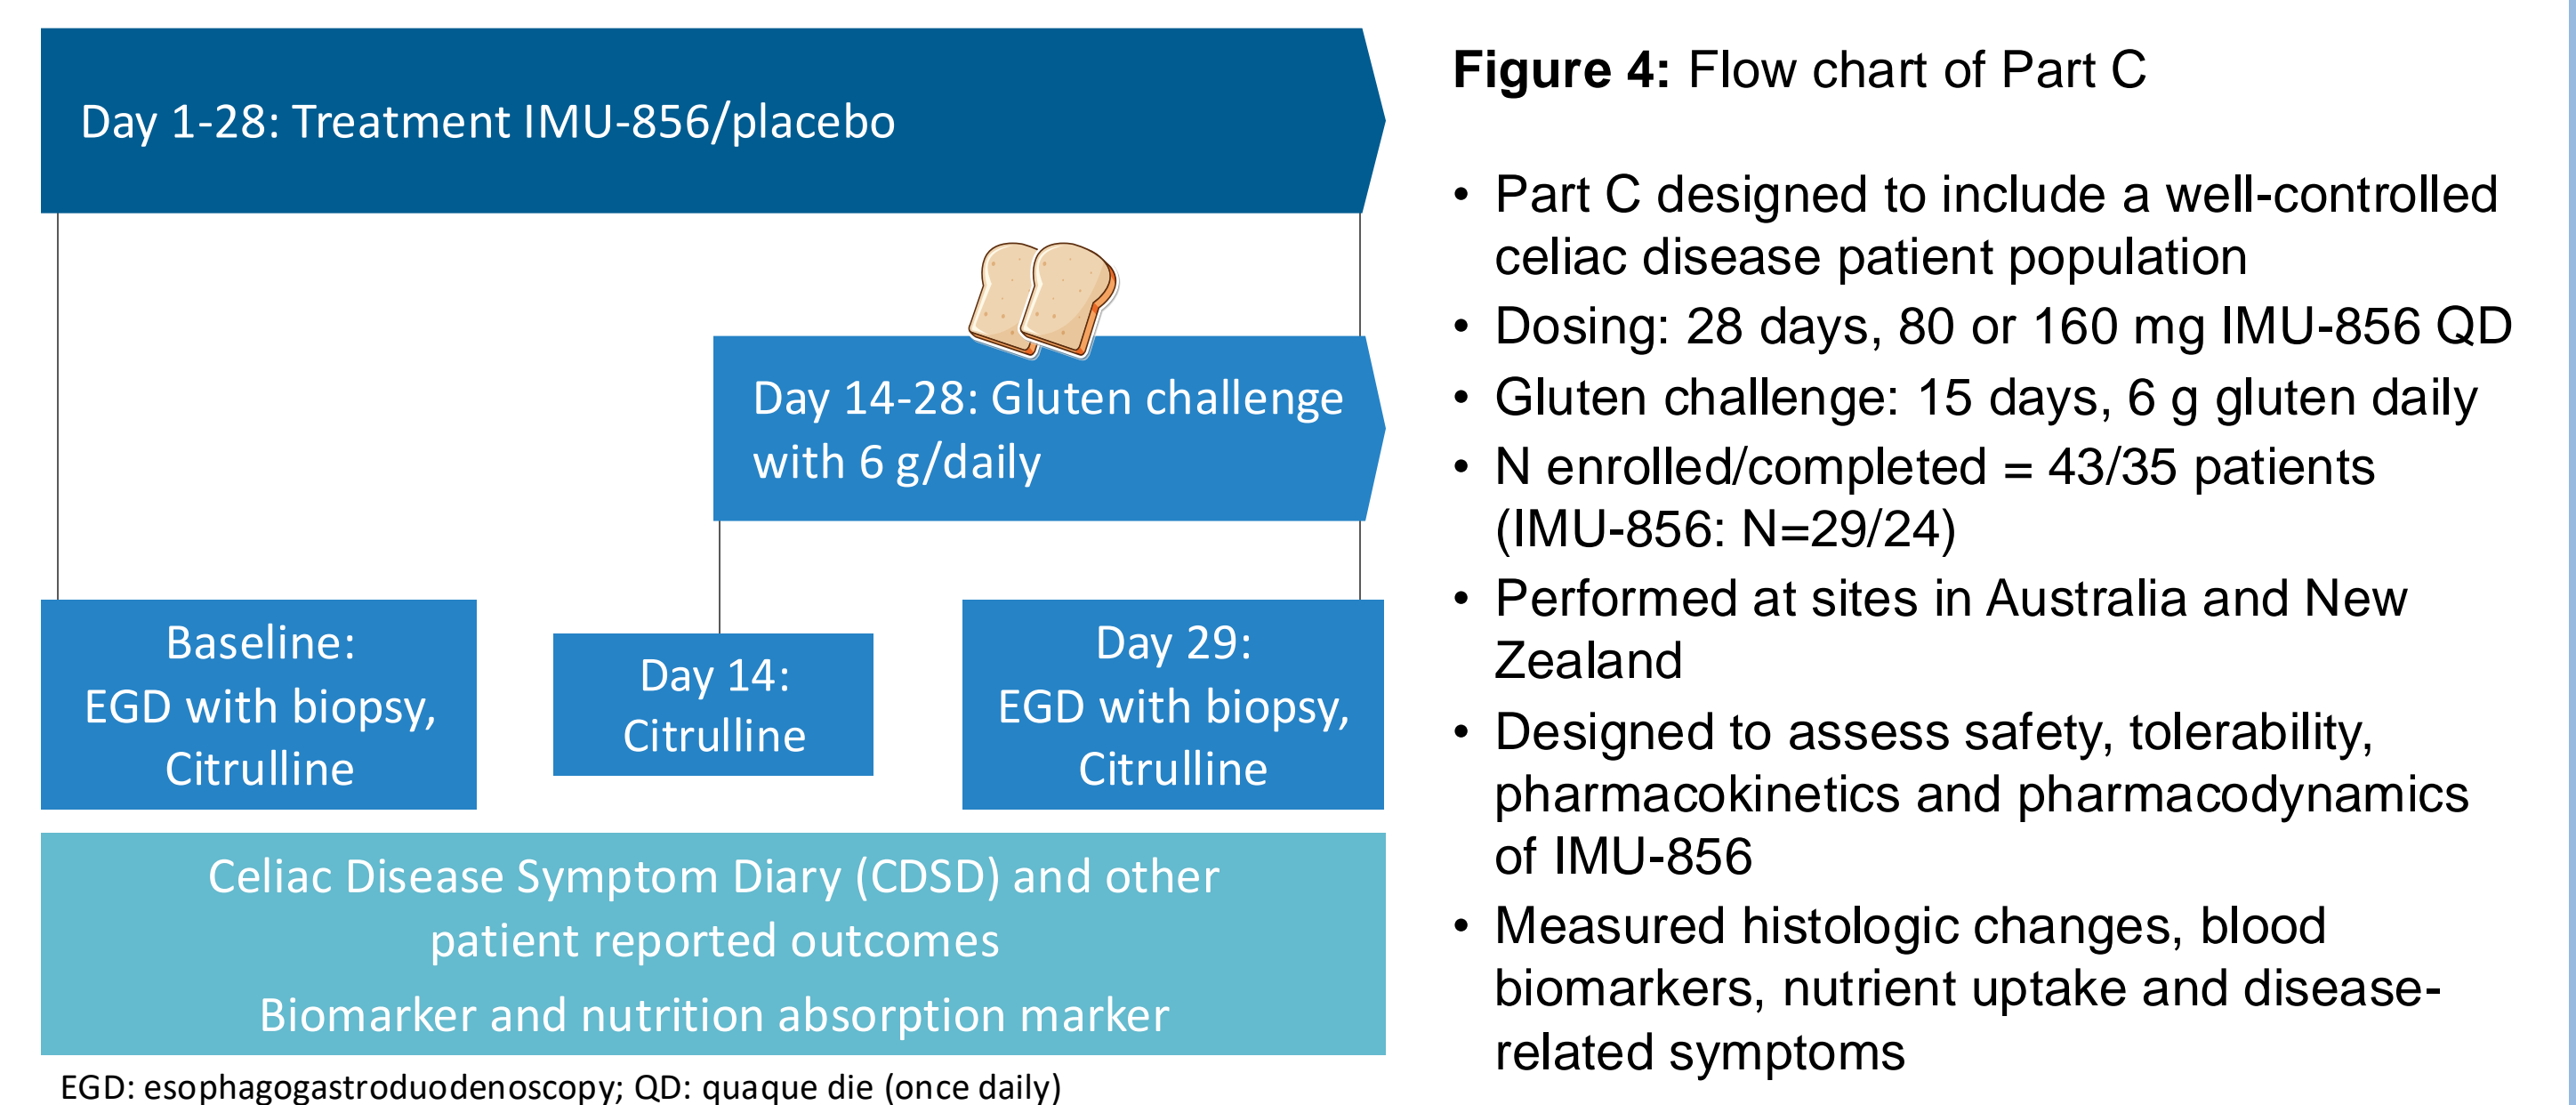 Day 1-28: Treatment IMU-856/placebo
Day 14-28: Gluten challenge
with 6 g/daily
Baseline:
EGD with biopsy,
Citrulline
Day 14:
Citrulline
Day 29:
EGD with biopsy,
Citrulline
Celiac Disease Symptom Diary (CDSD) and other
patient reported outcomes
Biomarker and nutrition absorption marker
EGD: esophagogastroduodenoscopy; QD: quaque die (once daily)
Figure 4: Flow chart of Part C
• Part C designed to include a well-controlled
celiac disease patient population
• Dosing: 28 days, 80 or 160 mg IMU-856 QD
• Gluten challenge: 15 days, 6 g gluten daily
• N enrolled/completed = 43/35 patients
(IMU-856: N=29/24)
• Performed at sites in Australia and New
Zealand
• Designed to assess safety, tolerability,
pharmacokinetics and pharmacodynamics
of IMU-856
• Measured histologic changes, blood
biomarkers, nutrient uptake and disease-
related symptoms